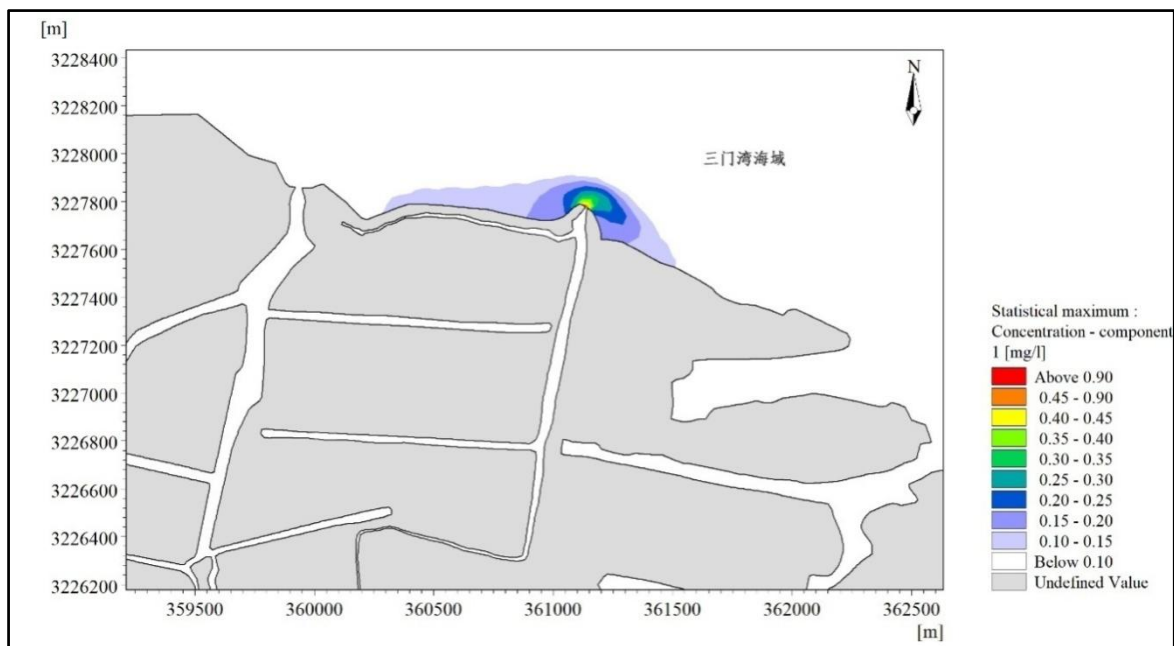 [m]
3228400
3228200
3228000
3227800
3227600
3227400
3227200
3227000
3226800
3226600
3226400
3226200
N
三门湾海域
359500 360000 360500 361000 361500 362000 362500
[m]
Statistical maximum :
Concentration - component
1 [mg/l]
Above 0.90
0.45 - 0.90
0.40 - 0.45
0.35 - 0.40
0.30 - 0.35
0.25 - 0.30
0.20 - 0.25
0.15 - 0.20
0.10 - 0.15
Below 0.10
Undefined Value